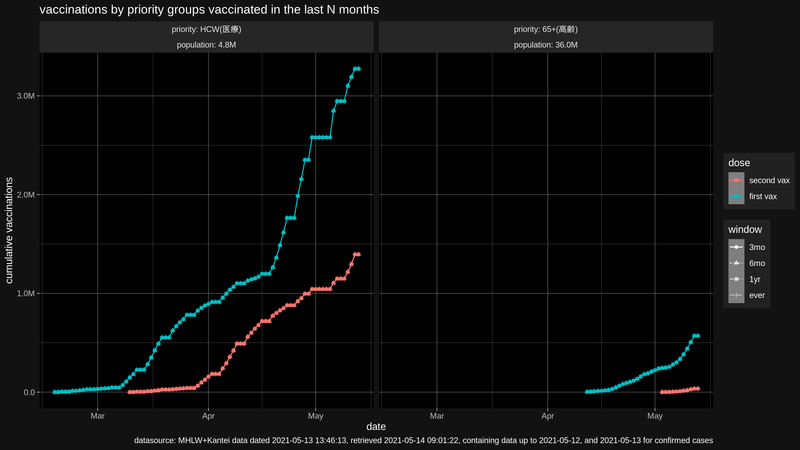 vaccinations by priority groups vaccinated in the last N months
priority: HCW(医療)
population: 4.8M
priority: 65+(高齢)
population: 36.0M
cumulative vaccinations
3.0M
2.0M
1.0M
0.0
Mar
Apr
May
Mar
Apr
May
date
dose
second vax
first vax
window
3mo
6mo
1yr
ever
datasource: MHLW+Kantei data dated 2021-05-13 13:46:13, retrieved 2021-05-14 09:01:22, containing data up to 2021-05-12, and 2021-05-13 for confirmed cases